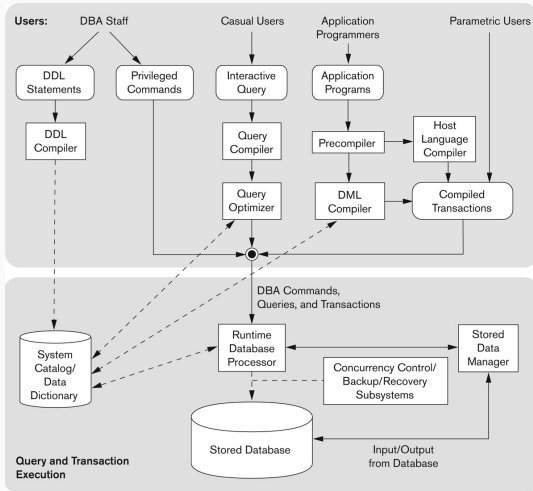 Users:
DBA Staff
Casual Users
Application
Programmers
Parametric Users
DDL
Statements
Privileged
Commands
Interactive
Query
Application
Programs
DDL
Compiler
Query
Compiler
Precompiler
Host
Language
Compiler
Query
Optimizer
DML
Compiler
Compiled
Transactions
DBA Commands,
Queries, and Transactions
System
Catalog/
Data
Dictionary
Runtime
Database
Processor
Stored
Data
Manager
Concurrency Control/
Backup/Recovery
Subsystems
Stored Database
Input/Output
from Database
Query and Transaction
Execution